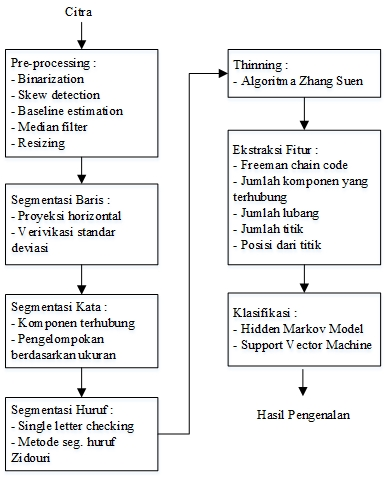 Citra
Pre-processing :
- Binarization
- Skew detection
- Baseline estimation
- Median filter
- Resizing
Segmentasi Baris :
- Proyeksi horizontal
- Verivikasi standar
deviasi
Segmentasi Kata :
- Komponen terhubung
- Pengelompokan
berdasarkan ukuran
Segmentasi Huruf :
- Single letter checking
- Metode seg. huruf
Zidouri
Thinning :
- Algoritma Zhang Suen
Ekstraksi Fitur :
- Freeman chain code
- Jumlah komponen yang
terhubung
- Jumlah lubang
- Jumlah titik
- Posisi dari titik
Klasifikasi :
- Hidden Markov Model
- Support Vector Machine
Hasil Pengenalan